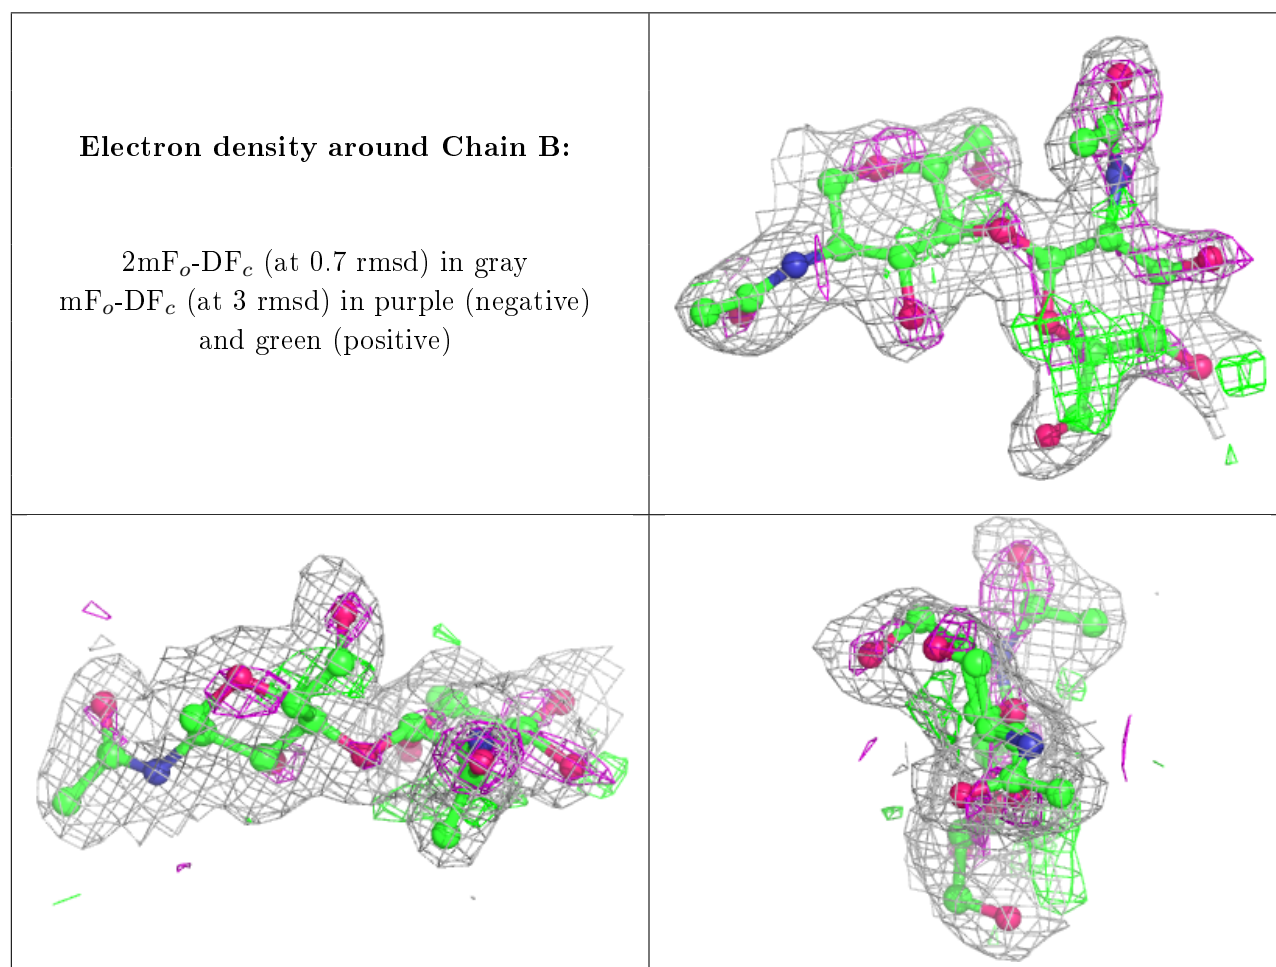 Electron density around Chain B:
2mFₒ-DF𝒸 (at 0.7 rmsd) in gray
mFₒ-DF𝒸 (at 3 rmsd) in purple (negative)
and green (positive)